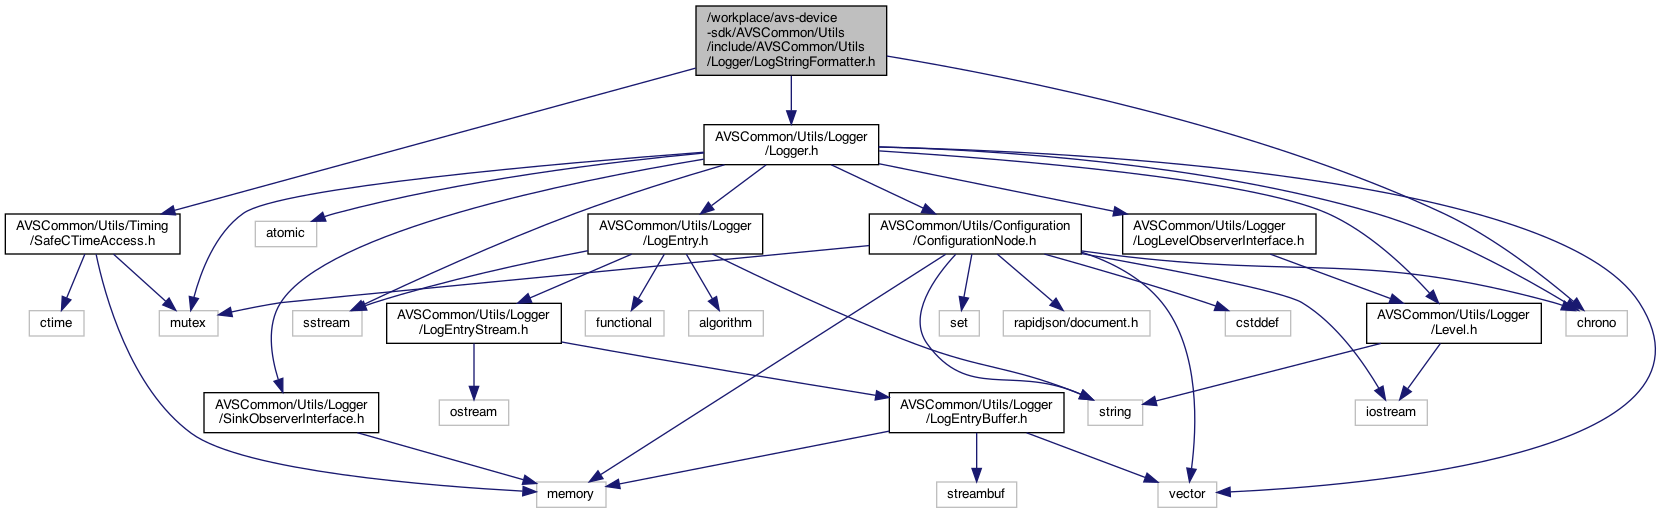 /workplace/avs-device
-sdk/AVSCommon/Utils
/include/AVSCommon/Utils
/Logger/LogStringFormatter.h
AVSCommon/Utils/Logger
/Logger.h
AVSCommon/Utils/Timing
/SafeCTimeAccess.h
atomic
AVSCommon/Utils/Logger
/LogEntry.h
AVSCommon/Utils/Configuration
/ConfigurationNode.h
AVSCommon/Utils/Logger
/LogLevelObserverInterface.h
ctime
mutex
sstream
AVSCommon/Utils/Logger
/LogEntryStream.h
functional
algorithm
set
rapidjson/document.h
cstddef
AVSCommon/Utils/Logger
/Level.h
chrono
AVSCommon/Utils/Logger
/SinkObserverInterface.h
ostream
AVSCommon/Utils/Logger
/LogEntryBuffer.h
string
iostream
memory
streambuf
vector